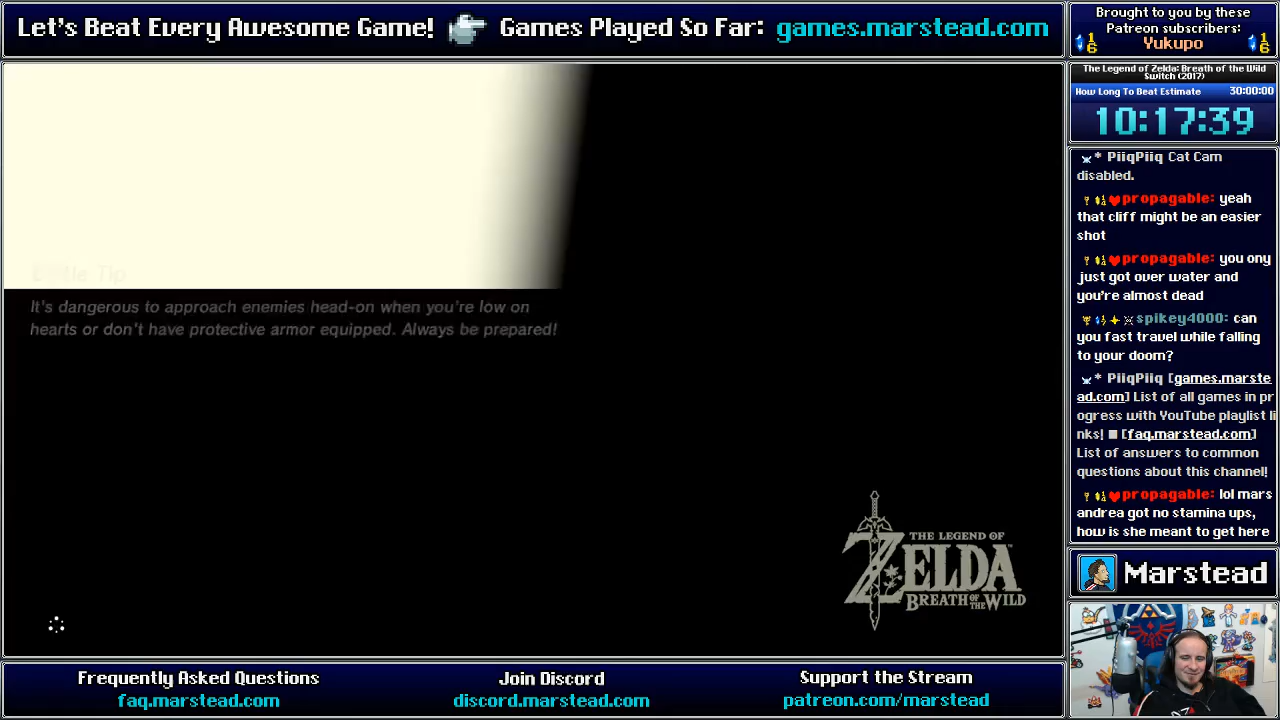 Let's Beat Every Awesome Game!
Games Played So Far: games.marstead.com
Brought to you by these
Patreon subscribers:
Yukupo
The Legend of Zelda: Breath of the Wild
Switch (2017)
How Long To Beat Estimate 30:00:00
10:17:39
* PiiqPiiq Cat Cam
disabled.
propagable: yeah
that cliff might be an easier
shot
propagable: you ony
just got over water and
you're almost dead
spikey4000: can
you fast travel while falling
to your doom?
* PiiqPiiq [games.marste
ad.com] List of all games in pr
ogress with YouTube playlist li
nks! ■ [faq.marstead.com]
List of answers to common
questions about this channel!
propagable: lol mars
andrea got no stamina ups,
how is she meant to get here
Battle Tip
It's dangerous to approach enemies head-on when you're low on
hearts or don't have protective armor equipped. Always be prepared!
THE LEGEND OF
ZELDA
BREATH OF THE WILD
Marstead
Frequently Asked Questions
faq.marstead.com
Join Discord
discord.marstead.com
Support the Stream
patreon.com/marstead